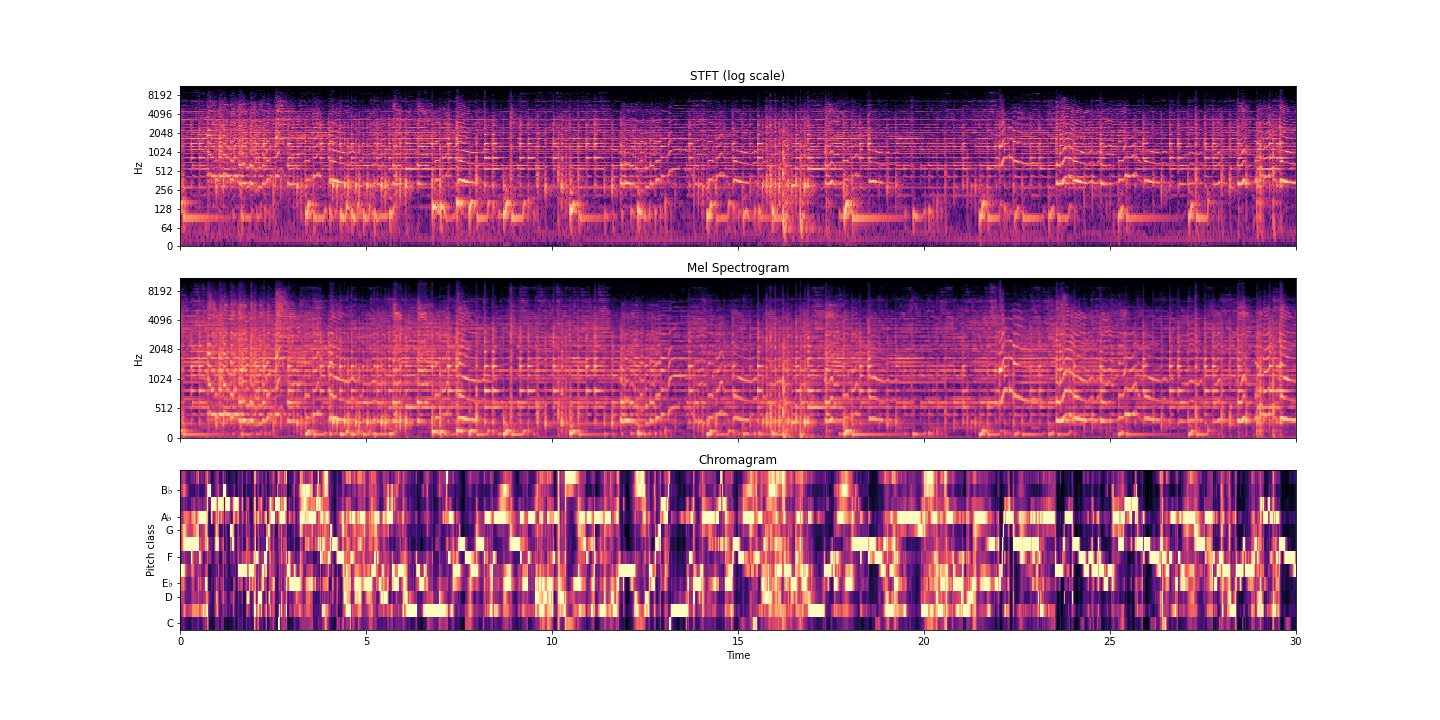 STFT (log scale)
8192
4096
2048
1024
512
256
128
64
0
Hz
Mel Spectrogram
8192
4096
2048
1024
512
0
Hz
Chromagram
B♭
A♭
G
F
E♭
D
C
Pitch class
0 5 10 15 20 25 30
Time